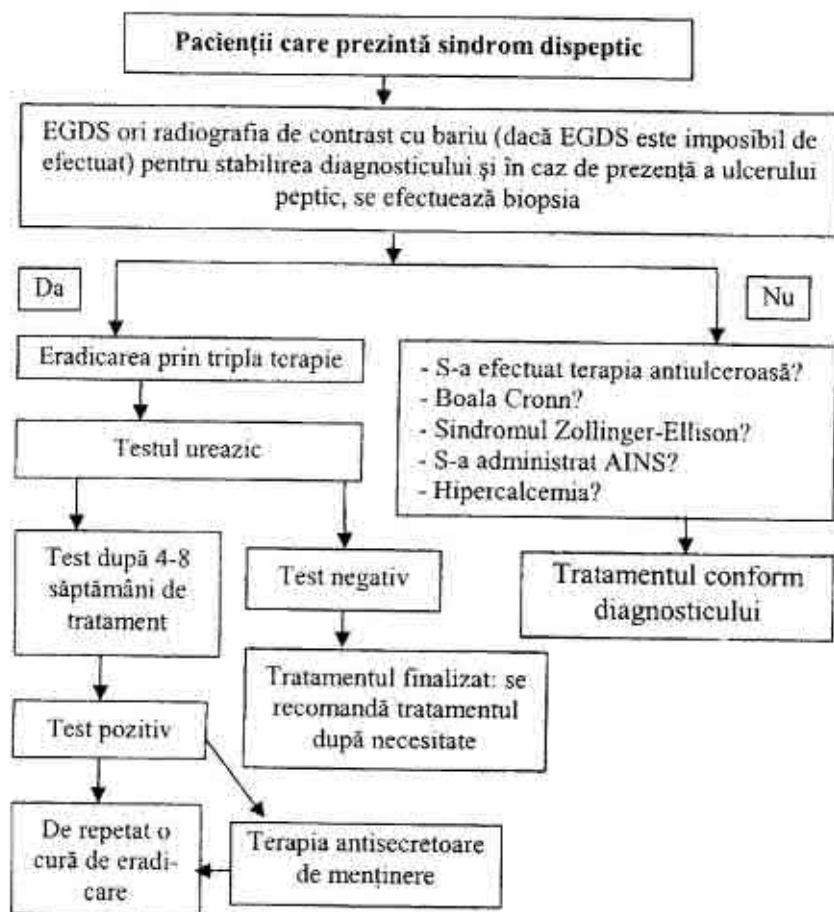 Pacienții care prezintă sindrom dispeptic
EGDS ori radiografia de contrast cu bariu (dacă EGDS este imposibil de
efectuat) pentru stabilirea diagnosticului și în caz de prezență a ulcerului
peptic, se efectuează biopsia
Da
Nu
Eradicarea prin tripla terapie
- S-a efectuat terapia antiulceroasă?
- Boala Cronn?
- Sindromul Zollinger-Ellison?
- S-a administrat AINS?
- Hipercalcemia?
Testul ureazic
Test după 4-8
săptămâni de
tratament
Test negativ
Tratamentul conform
diagnosticului
Tratamentul finalizat: se
recomandă tratamentul
după necesitate
Test pozitiv
De repetat o
cură de eradi-
care
Terapia antisecretoare
de menținere